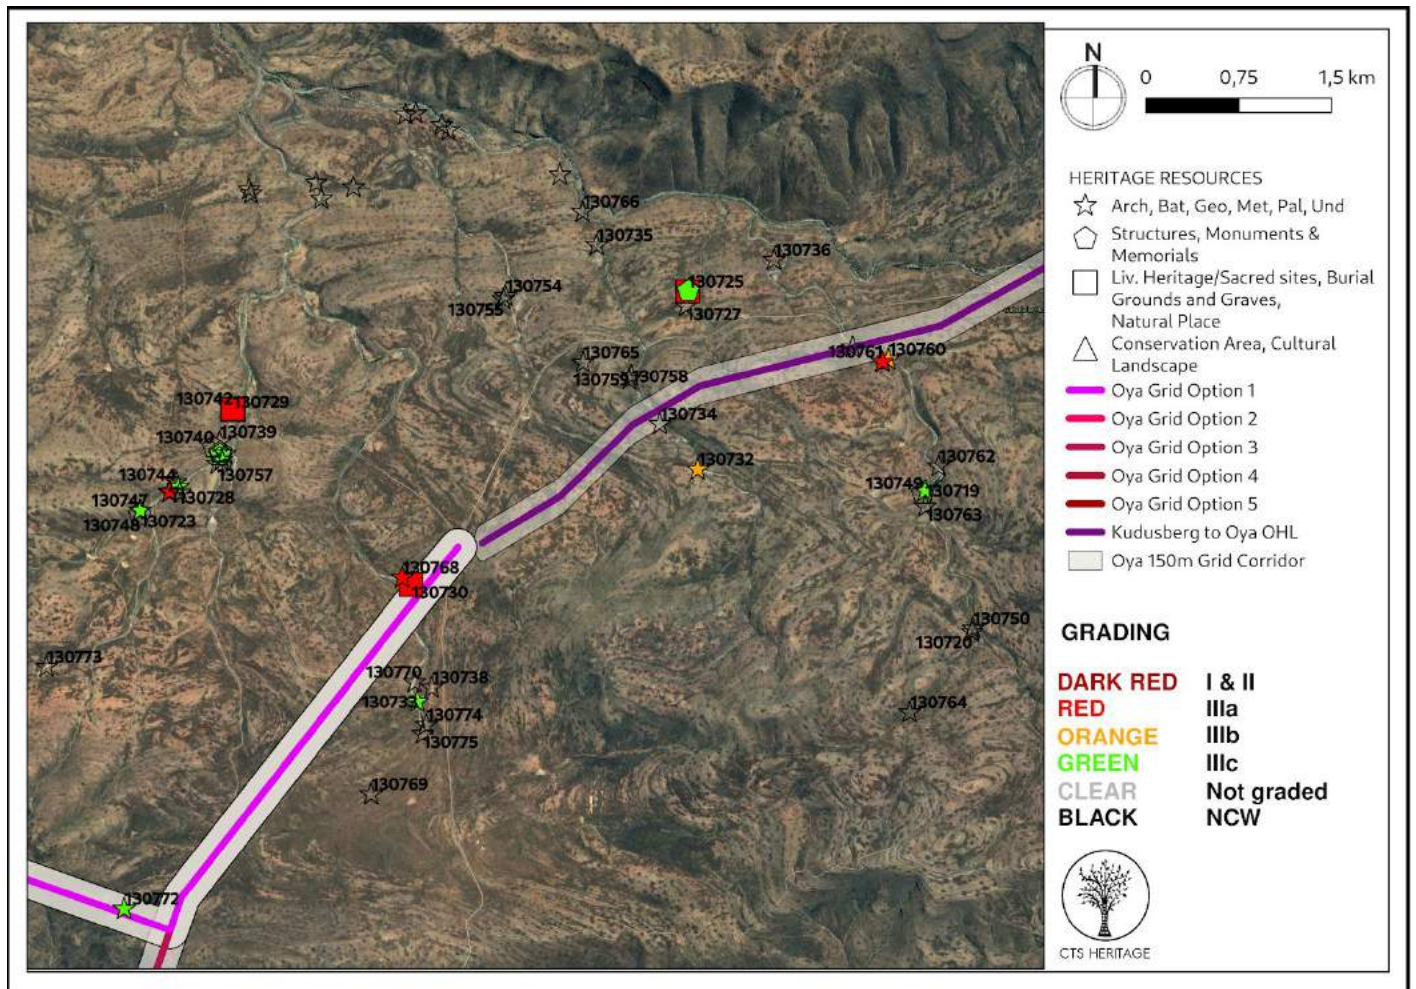 130766
130735
130736
130725
130754
130755
130727
130765
130761
130760
130759
130758
130742
130729
130734
130740
130739
130757
130732
130762
130744
130728
130749
130719
130747
130748
130723
130763
130768
130730
130750
130720
130773
130770
130738
130733
130774
130764
130775
130769
130772
N
0
0,75
1,5 km
HERITAGE RESOURCES
Arch, Bat, Geo, Met, Pal, Und
Structures, Monuments &
Memorials
Liv. Heritage/Sacred sites, Burial
Grounds and Graves,
Natural Place
Conservation Area, Cultural
Landscape
Oya Grid Option 1
Oya Grid Option 2
Oya Grid Option 3
Oya Grid Option 4
Oya Grid Option 5
Kudusberg to Oya OHL
Oya 150m Grid Corridor
GRADING
DARK RED I & II
RED IIIa
ORANGE IIIb
GREEN IIIc
CLEAR Not graded
BLACK NCW
CTS HERITAGE